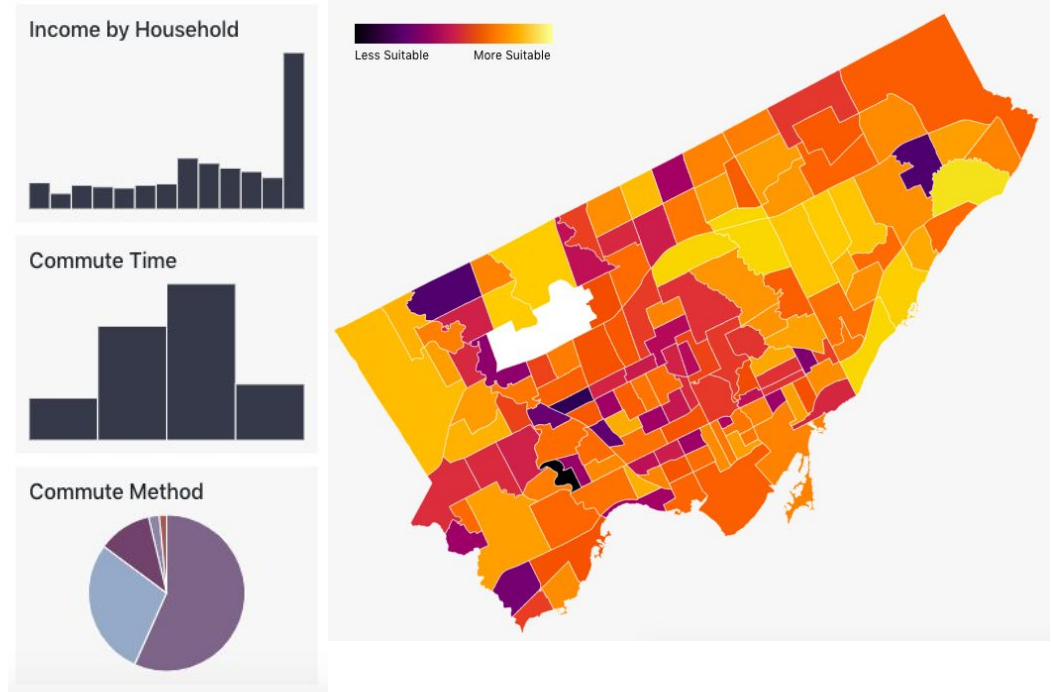 Income by Household
Less Suitable
More Suitable
Commute Time
Commute Method